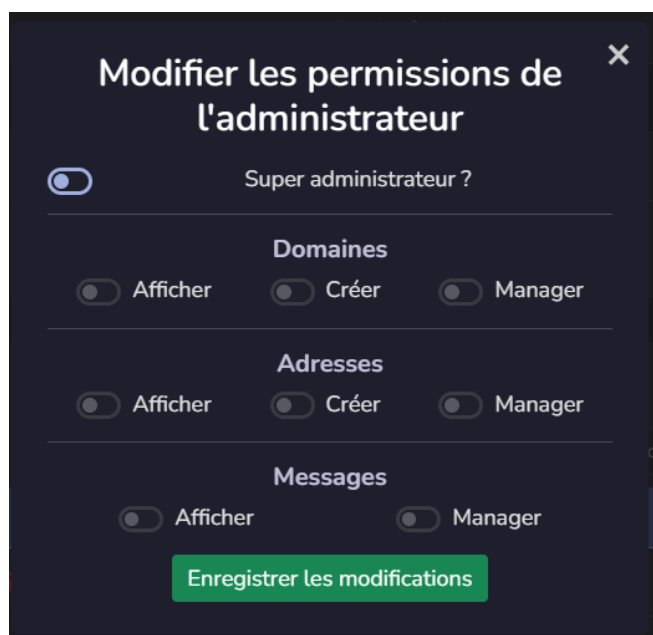 Modifier les permissions de
l'administrateur
Super administrateur ?
Domaines
Afficher Créer Manager
Adresses
Afficher Créer Manager
Messages
Afficher Manager
Enregistrer les modifications